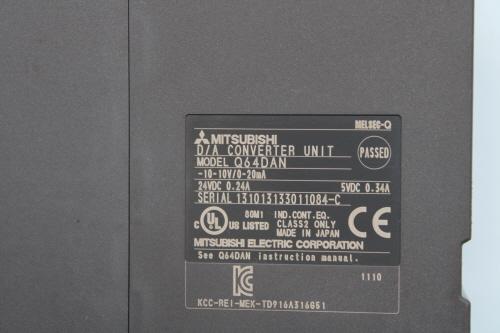 MELSEC-Q
MITSUBISHI
D/A CONVERTER UNIT
MODEL Q64DAN
PASSED
-10-10V/0-20mA
24VDC 0.24A 5VDC 0.34A
SERIAL 131013133011084-C
C UL US LISTED 80M1 IND.CONT.EQ.
CLASS2 ONLY
MADE IN JAPAN
MITSUBISHI ELECTRIC CORPORATION
See Q64DAN instruction manual.
1110
KCC-REI-MEK-TD916A316G51